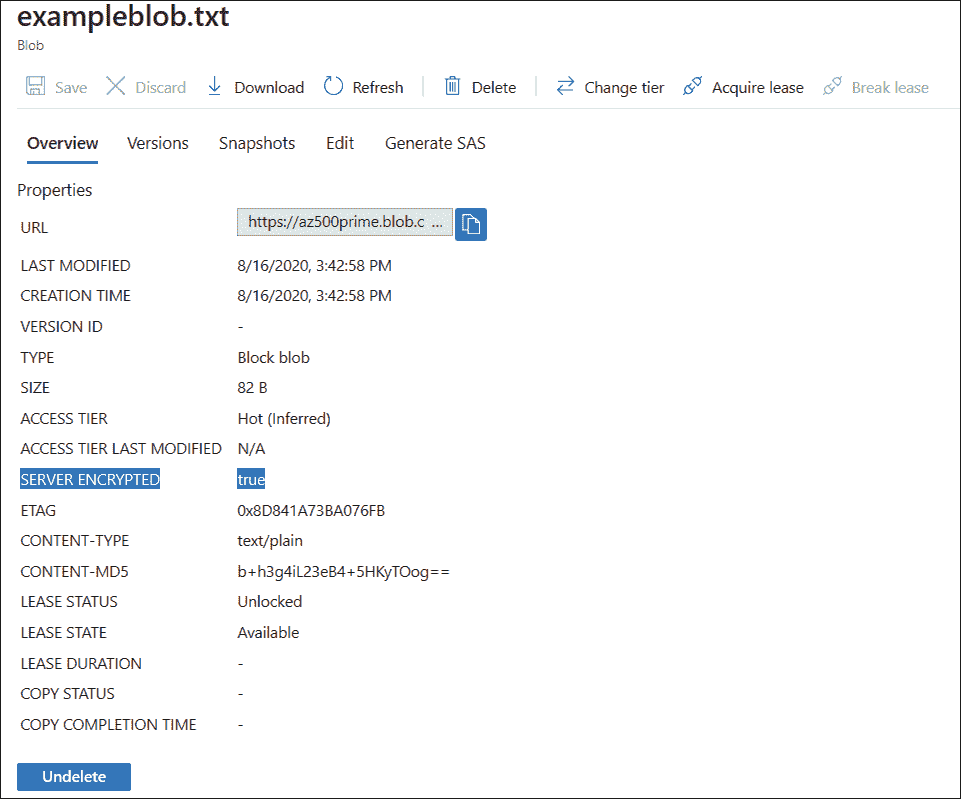 exampleblob.txt
Blob
Save Discard Download Refresh Delete Change tier Acquire lease Break lease
Overview Versions Snapshots Edit Generate SAS
Properties
URL https://az500prime.blob.c ...
LAST MODIFIED 8/16/2020, 3:42:58 PM
CREATION TIME 8/16/2020, 3:42:58 PM
VERSION ID -
TYPE Block blob
SIZE 82 B
ACCESS TIER Hot (Inferred)
ACCESS TIER LAST MODIFIED N/A
SERVER ENCRYPTED true
ETAG 0x8D841A73BA076FB
CONTENT-TYPE text/plain
CONTENT-MD5 b+h3g4iL23eB4+5HKyTOog==
LEASE STATUS Unlocked
LEASE STATE Available
LEASE DURATION -
COPY STATUS -
COPY COMPLETION TIME -
Undelete